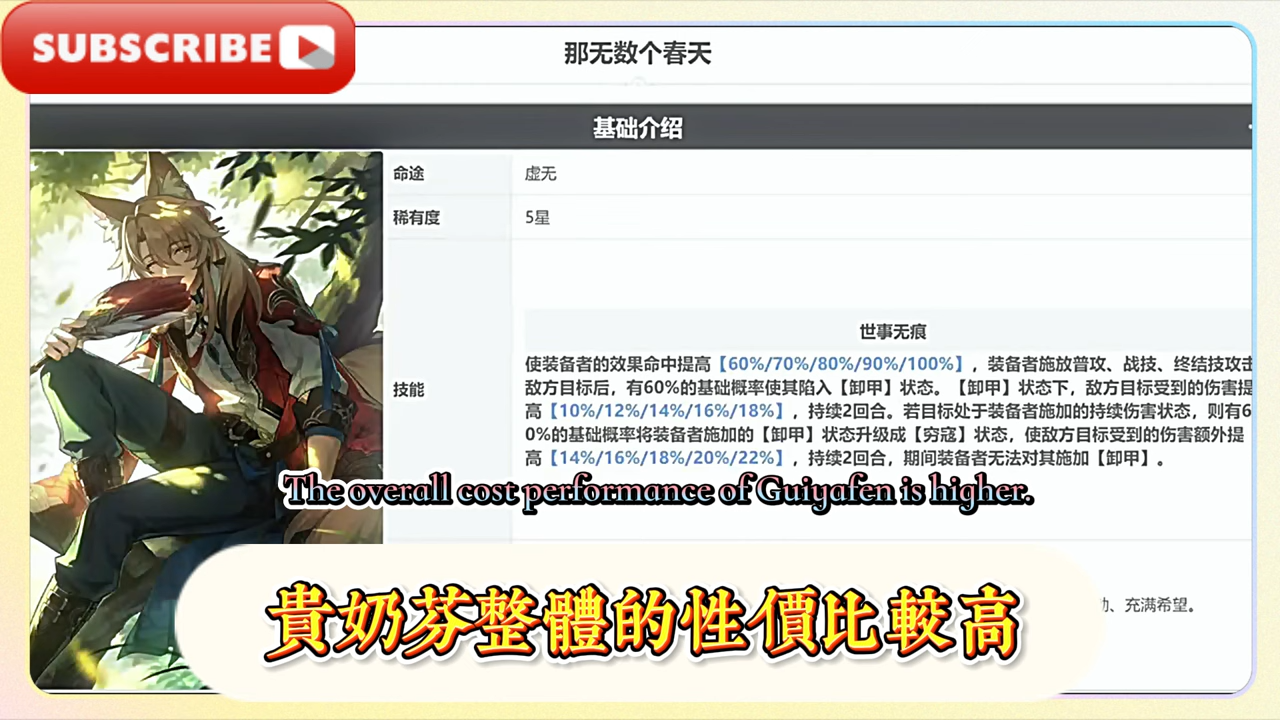 SUBSCRIBE
那无数个春天
基础介绍
命途
虚无
稀有度
5星
技能
世事无痕
使装备者的效果命中提高【60%/70%/80%/90%/100%】，装备者施放普攻、战技、终结技攻击
敌方目标后，有60%的基础概率使其陷入【卸甲】状态。【卸甲】状态下，敌方目标受到的伤害提
高【10%/12%/14%/16%/18%】，持续2回合。若目标处于装备者施加的持续伤害状态，则有6
0%的基础概率将装备者施加的【卸甲】状态升级成【穷寇】状态，使敌方目标受到的伤害额外提
高【14%/16%/18%/20%/22%】，持续2回合，期间装备者无法对其施加【卸甲】。
The overall cost performance of Guiyafen is higher.
、充满希望。
貴奶芬整體的性價比較高